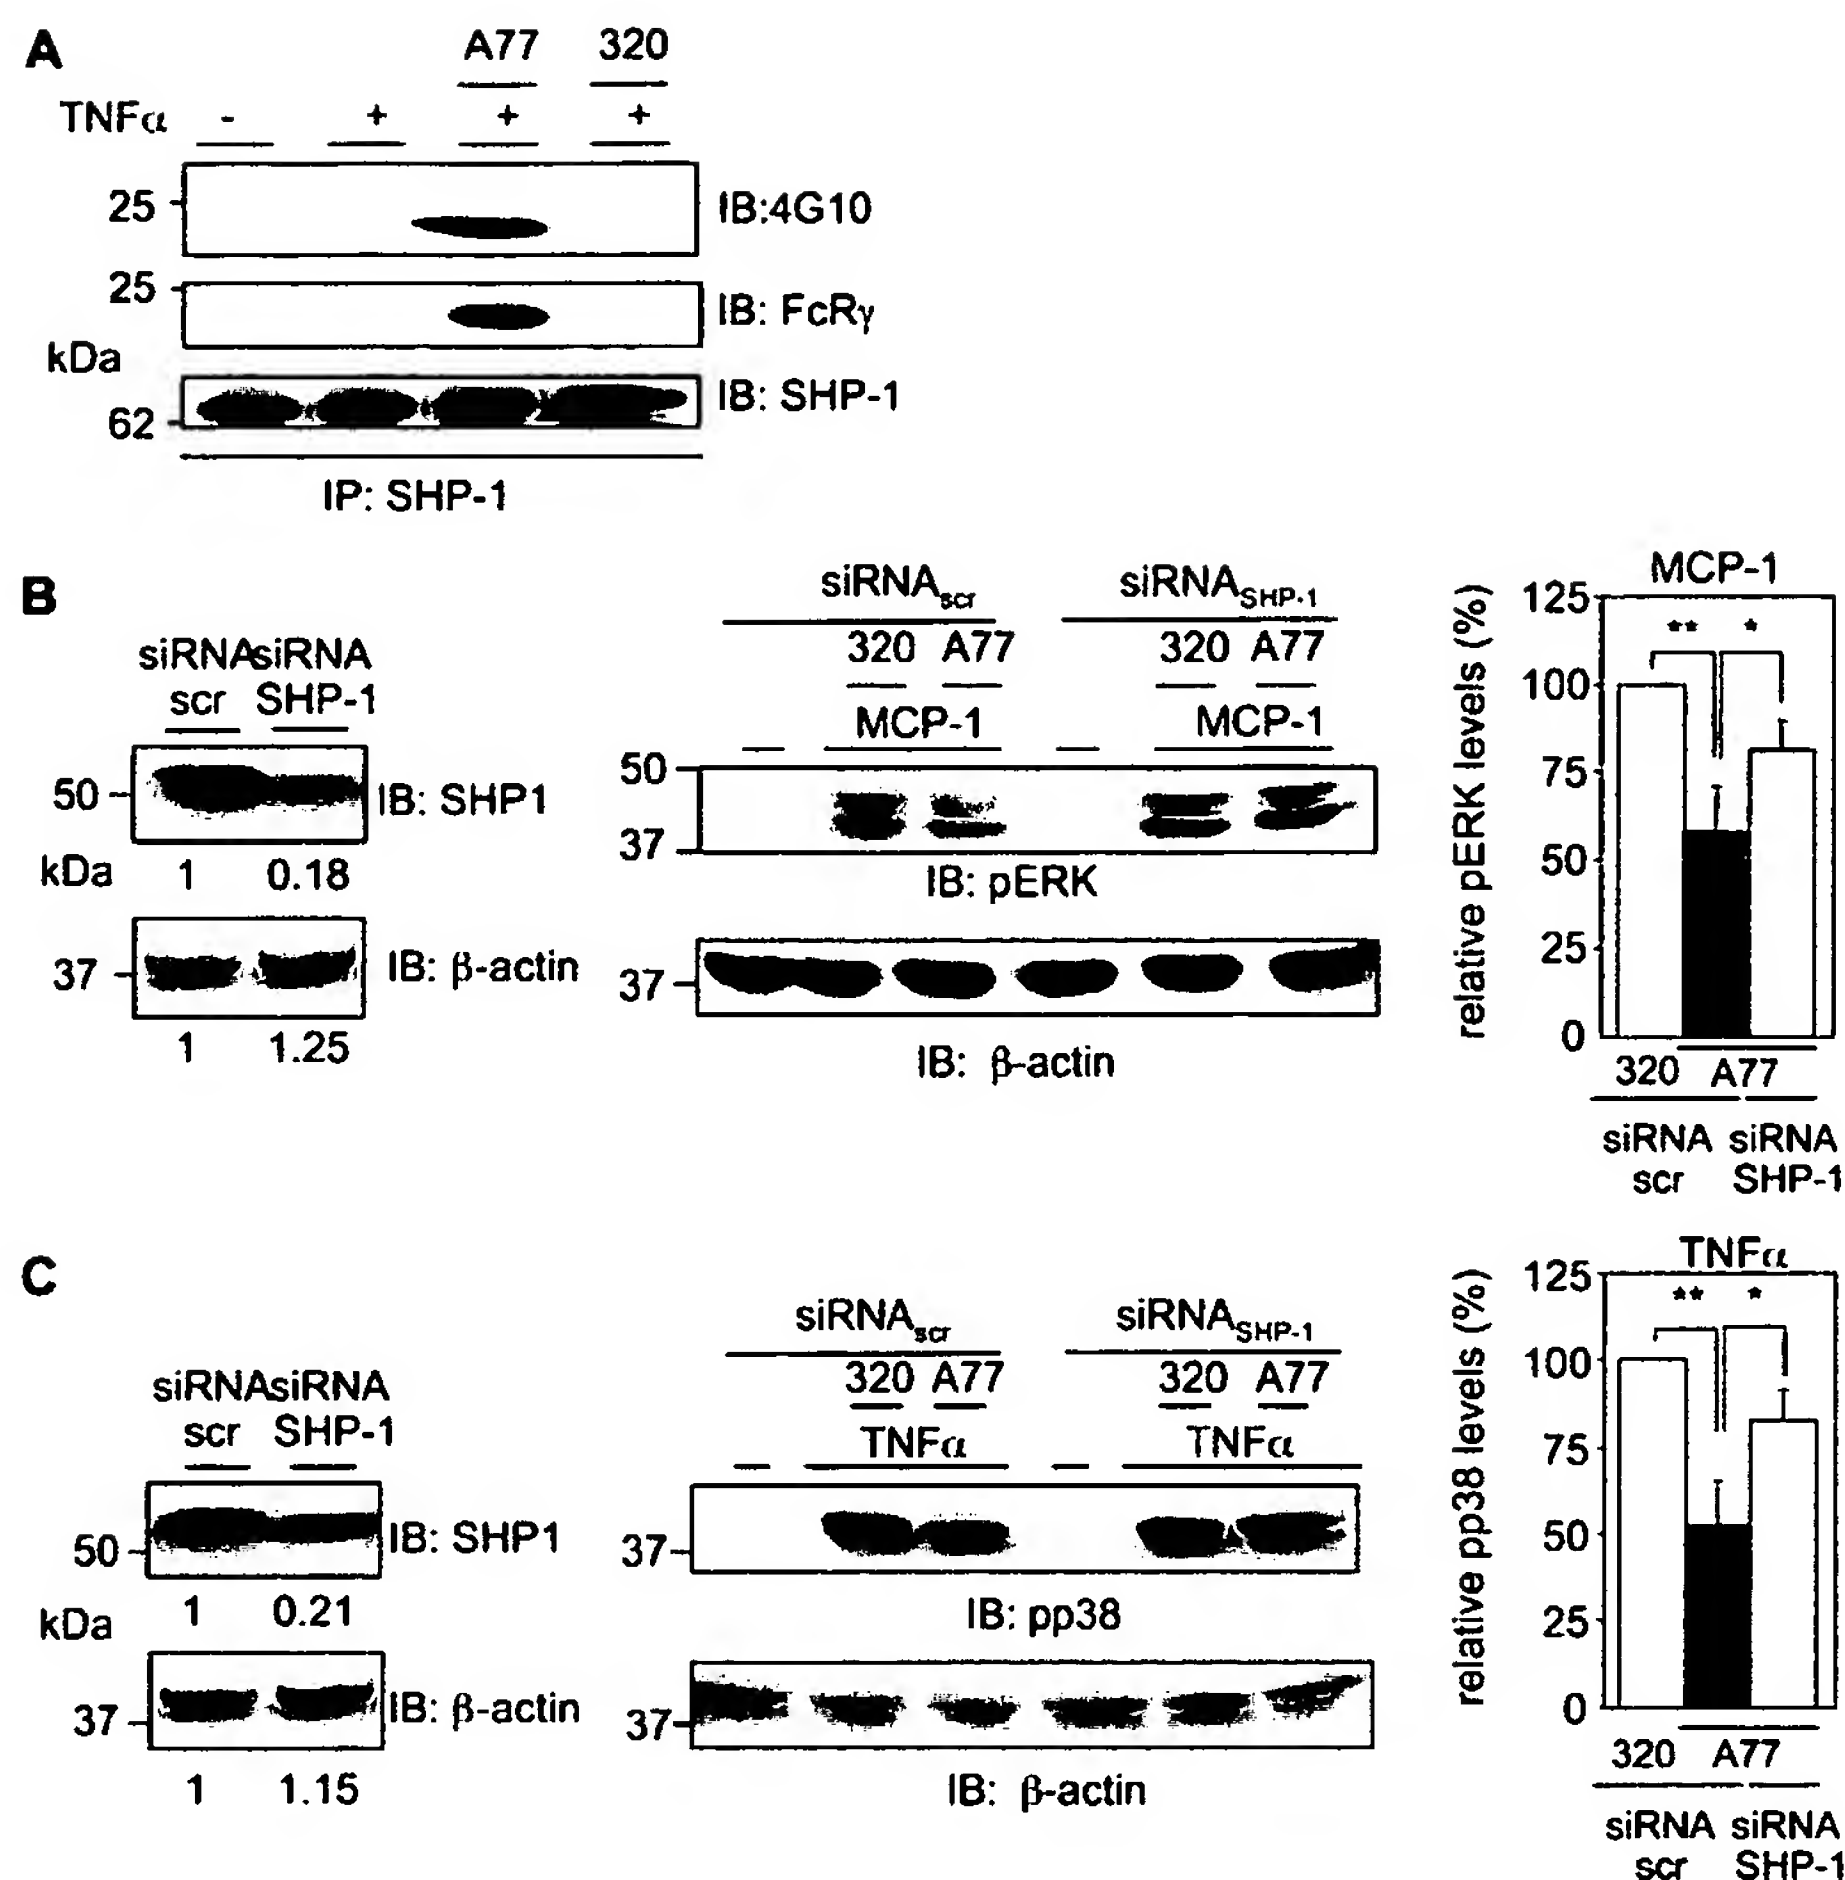 A
A77 320
TNFα - + + +
25
IB:4G10
25
IB: FcRγ
kDa
IB: SHP-1
62
IP: SHP-1
B
siRNA siRNA
scr SHP-1
50
IB: SHP1
kDa
1 0.18
37
IB: β-actin
1 1.25
siRNAscr siRNASHP-1
320 A77 320 A77
MCP-1 MCP-1
50
37
IB: pERK
37
IB: β-actin
MCP-1
relative pERK levels (%)
125
** *
100
75
50
25
0
320 A77
siRNA siRNA
scr SHP-1
C
siRNA siRNA
scr SHP-1
50
IB: SHP1
kDa
1 0.21
37
IB: β-actin
1 1.15
siRNAscr siRNASHP-1
320 A77 320 A77
TNFα TNFα
37
IB: pp38
37
IB: β-actin
TNFα
relative pp38 levels (%)
125
** *
100
75
50
25
0
320 A77
siRNA siRNA
scr SHP-1